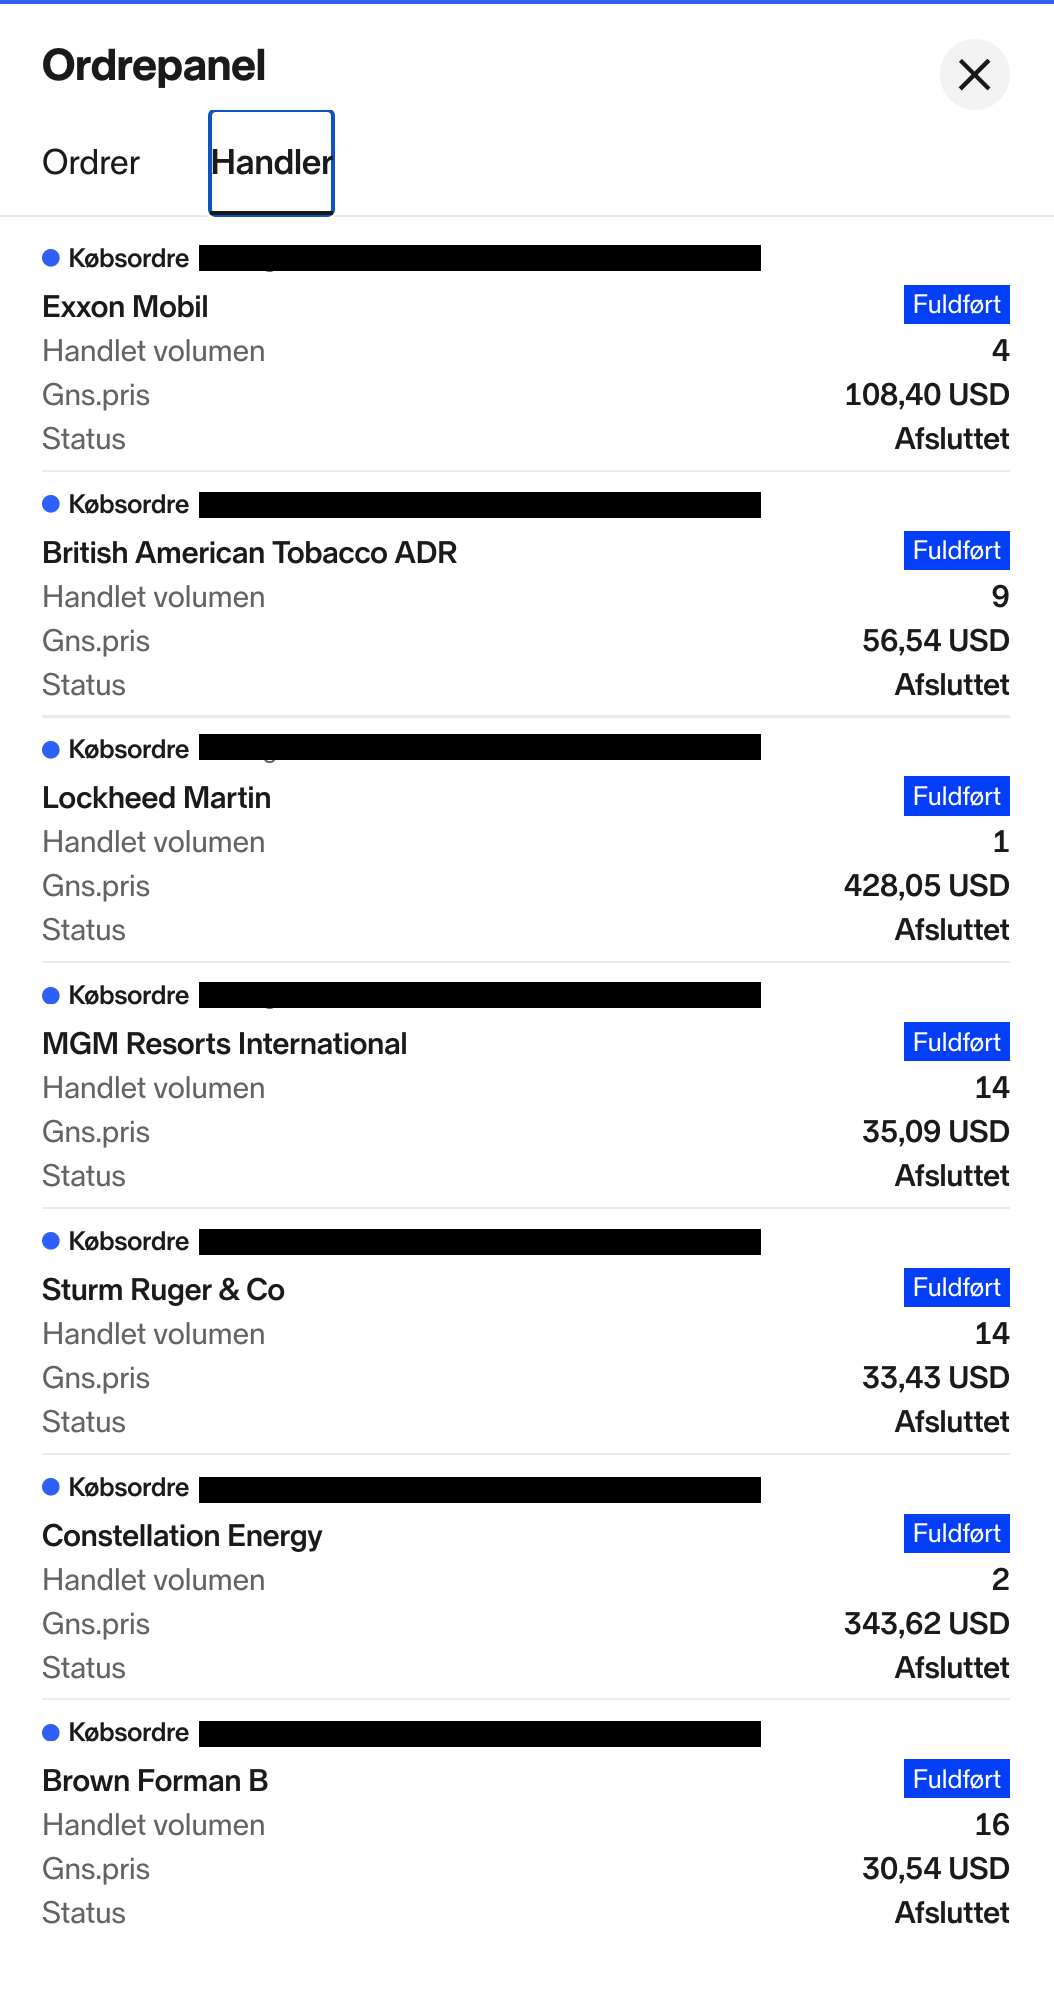 Ordrepanel
Ordrer Handler
Købsordre
Exxon Mobil Fuldført
Handlet volumen 4
Gns.pris 108,40 USD
Status Afsluttet
Købsordre
British American Tobacco ADR Fuldført
Handlet volumen 9
Gns.pris 56,54 USD
Status Afsluttet
Købsordre
Lockheed Martin Fuldført
Handlet volumen 1
Gns.pris 428,05 USD
Status Afsluttet
Købsordre
MGM Resorts International Fuldført
Handlet volumen 14
Gns.pris 35,09 USD
Status Afsluttet
Købsordre
Sturm Ruger & Co Fuldført
Handlet volumen 14
Gns.pris 33,43 USD
Status Afsluttet
Købsordre
Constellation Energy Fuldført
Handlet volumen 2
Gns.pris 343,62 USD
Status Afsluttet
Købsordre
Brown Forman B Fuldført
Handlet volumen 16
Gns.pris 30,54 USD
Status Afsluttet